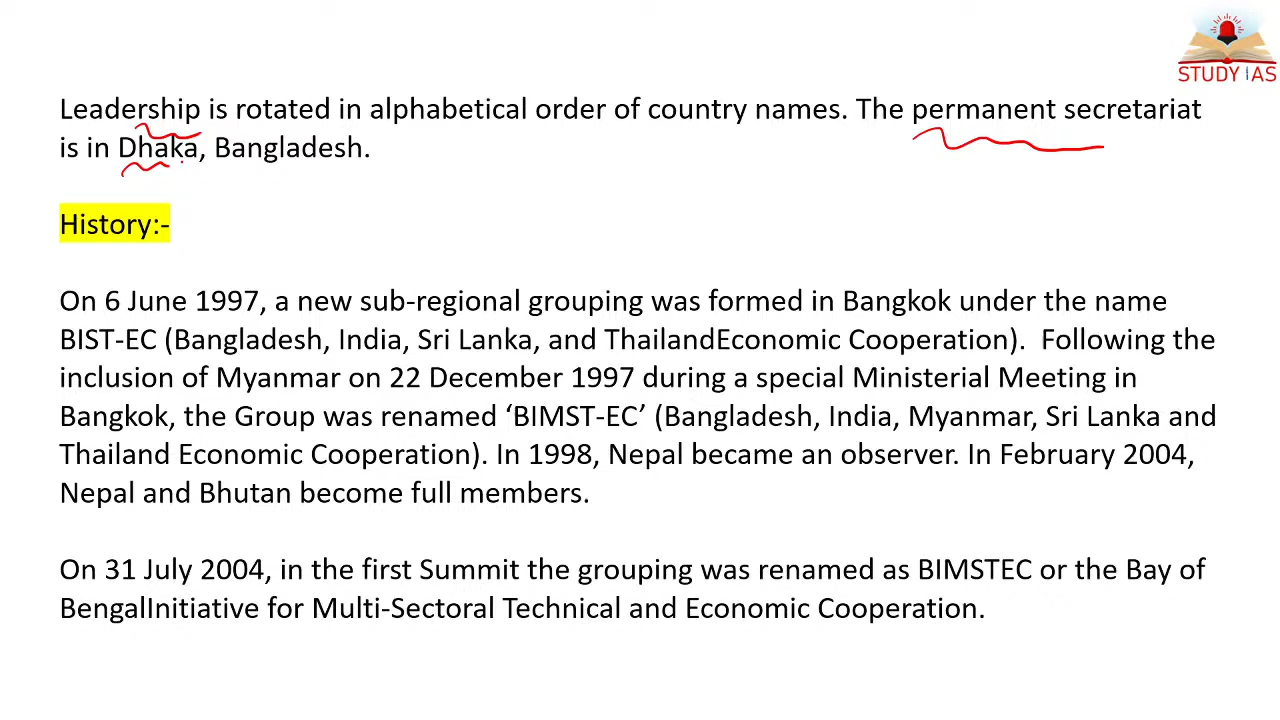 STUDY IAS
Leadership is rotated in alphabetical order of country names. The permanent secretariat
is in Dhaka, Bangladesh.
History:-
On 6 June 1997, a new sub-regional grouping was formed in Bangkok under the name
BIST-EC (Bangladesh, India, Sri Lanka, and ThailandEconomic Cooperation).  Following the
inclusion of Myanmar on 22 December 1997 during a special Ministerial Meeting in
Bangkok, the Group was renamed ‘BIMST-EC’ (Bangladesh, India, Myanmar, Sri Lanka and
Thailand Economic Cooperation). In 1998, Nepal became an observer. In February 2004,
Nepal and Bhutan become full members.
On 31 July 2004, in the first Summit the grouping was renamed as BIMSTEC or the Bay of
BengalInitiative for Multi-Sectoral Technical and Economic Cooperation.